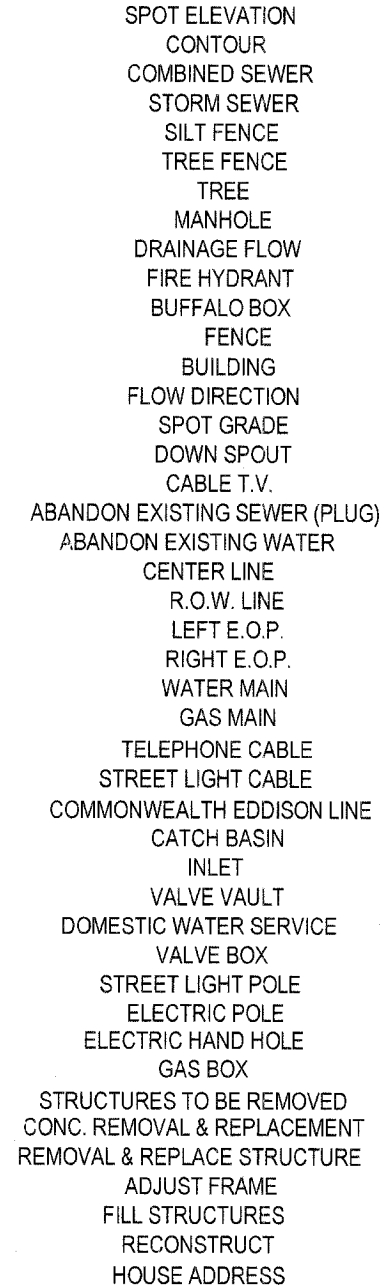 SPOT ELEVATION
CONTOUR
COMBINED SEWER
STORM SEWER
SILT FENCE
TREE FENCE
TREE
MANHOLE
DRAINAGE FLOW
FIRE HYDRANT
BUFFALO BOX
FENCE
BUILDING
FLOW DIRECTION
SPOT GRADE
DOWN SPOUT
CABLE T.V.
ABANDON EXISTING SEWER (PLUG)
ABANDON EXISTING WATER
CENTER LINE
R.O.W. LINE
LEFT E.O.P.
RIGHT E.O.P.
WATER MAIN
GAS MAIN
TELEPHONE CABLE
STREET LIGHT CABLE
COMMONWEALTH EDDISON LINE
CATCH BASIN
INLET
VALVE VAULT
DOMESTIC WATER SERVICE
VALVE BOX
STREET LIGHT POLE
ELECTRIC POLE
ELECTRIC HAND HOLE
GAS BOX
STRUCTURES TO BE REMOVED
CONC. REMOVAL & REPLACEMENT
REMOVAL & REPLACE STRUCTURE
ADJUST FRAME
FILL STRUCTURES
RECONSTRUCT
HOUSE ADDRESS